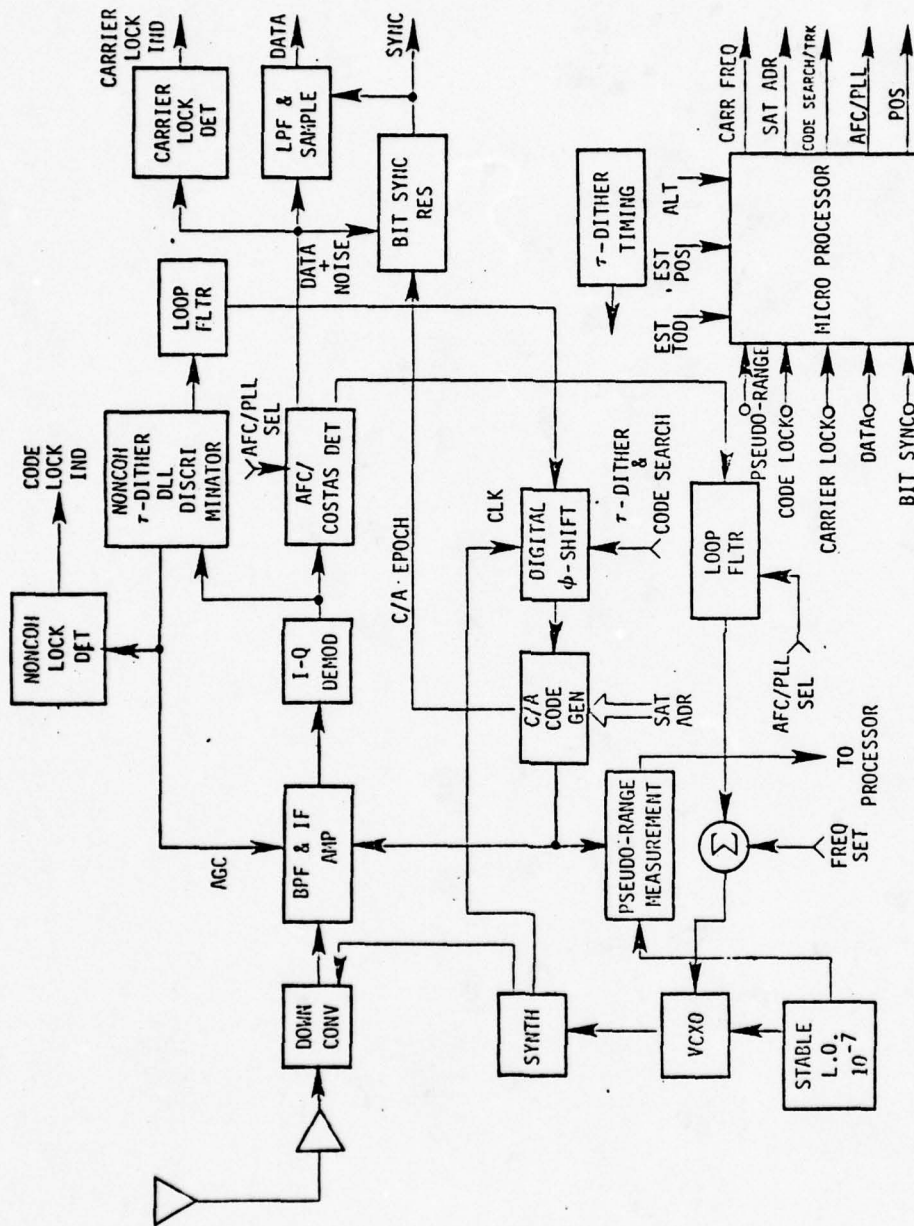 CARRIER
LOCK
IND
CARRIER
LOCK
DET
DATA
LPF &
SAMPLE
SYNC
BIT SYNC
RES
DATA
+
NOISE
CODE
LOCK
IND
NONCOH
LOCK
DET
NONCOH
τ-DITHER
DLL
DISCRI
MINATOR
LOOP
FLTR
AFC/PLL
SEL
AFC/
COSTAS DET
I-Q
DEMOD
AGC
BPF & IF
AMP
DOWN
CONV
C/A EPOCH
CLK
DIGITAL
ϕ-SHIFT
τ-DITHER
&
CODE SEARCH
C/A
CODE
GEN
SAT
ADR
PSEUDO-RANGE
MEASUREMENT
TO
PROCESSOR
LOOP
FLTR
AFC/PLL
SEL
Σ
FREQ
SET
SYNTH
VCXO
STABLE
L.O.
10-7
τ-DITHER
TIMING
EST
TOD
EST
POS
ALT
MICRO PROCESSOR
PSEUDO-RANGE
CODE LOCK
CARRIER LOCK
DATA
BIT SYNC
CARR FREQ
SAT ADR
CODE SEARCH/TRK
AFC/PLL
POS